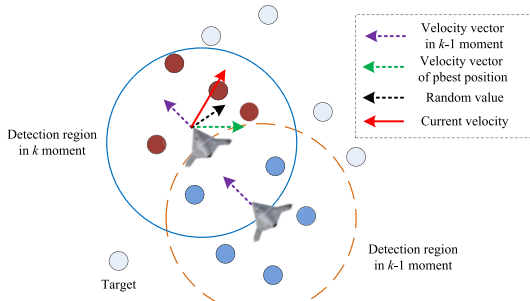 Velocity vector
in k-1 moment
Velocity vector
of pbest position
Random value
Current velocity
Detection region
in k moment
Detection region
in k-1 moment
Target